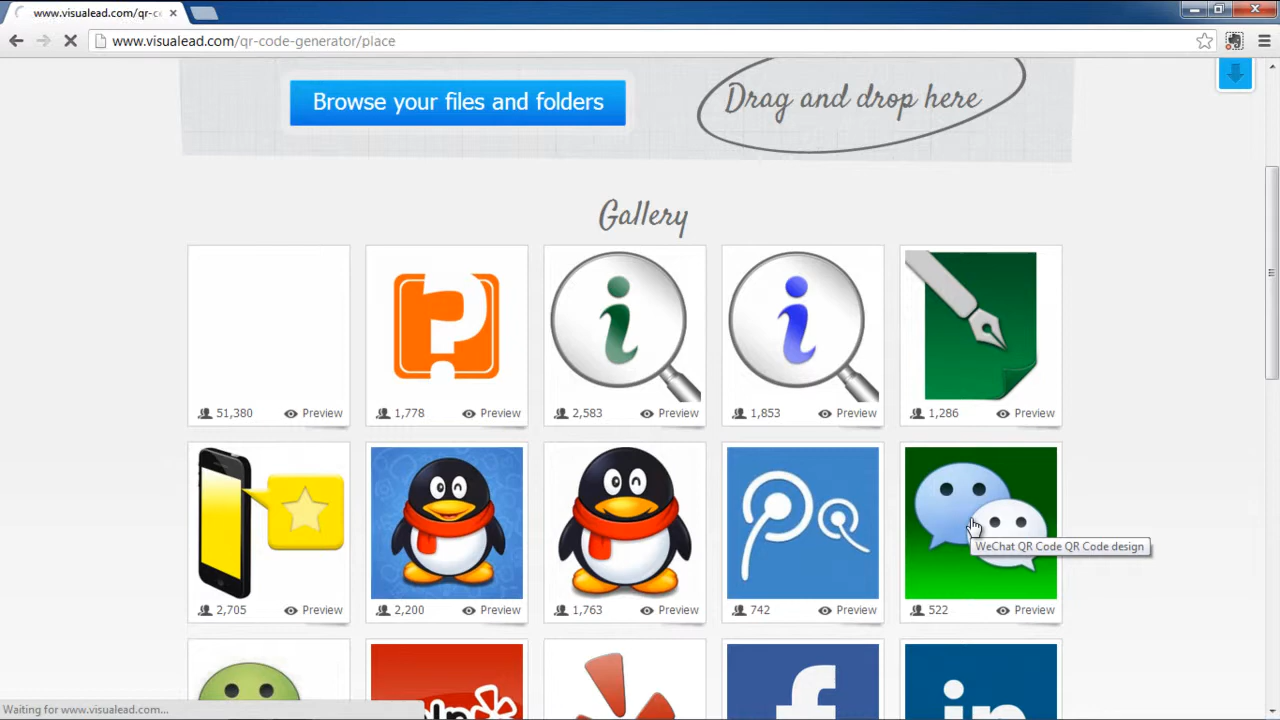 www.visualead.com/qr-c
www.visualead.com/qr-code-generator/place
Browse your files and folders
Drag and drop here
Gallery
51,380 Preview
1,778 Preview
2,583 Preview
1,853 Preview
1,286 Preview
2,705 Preview
2,200 Preview
1,763 Preview
742 Preview
522 Preview
WeChat QR Code QR Code design
Waiting for www.visualead.com...